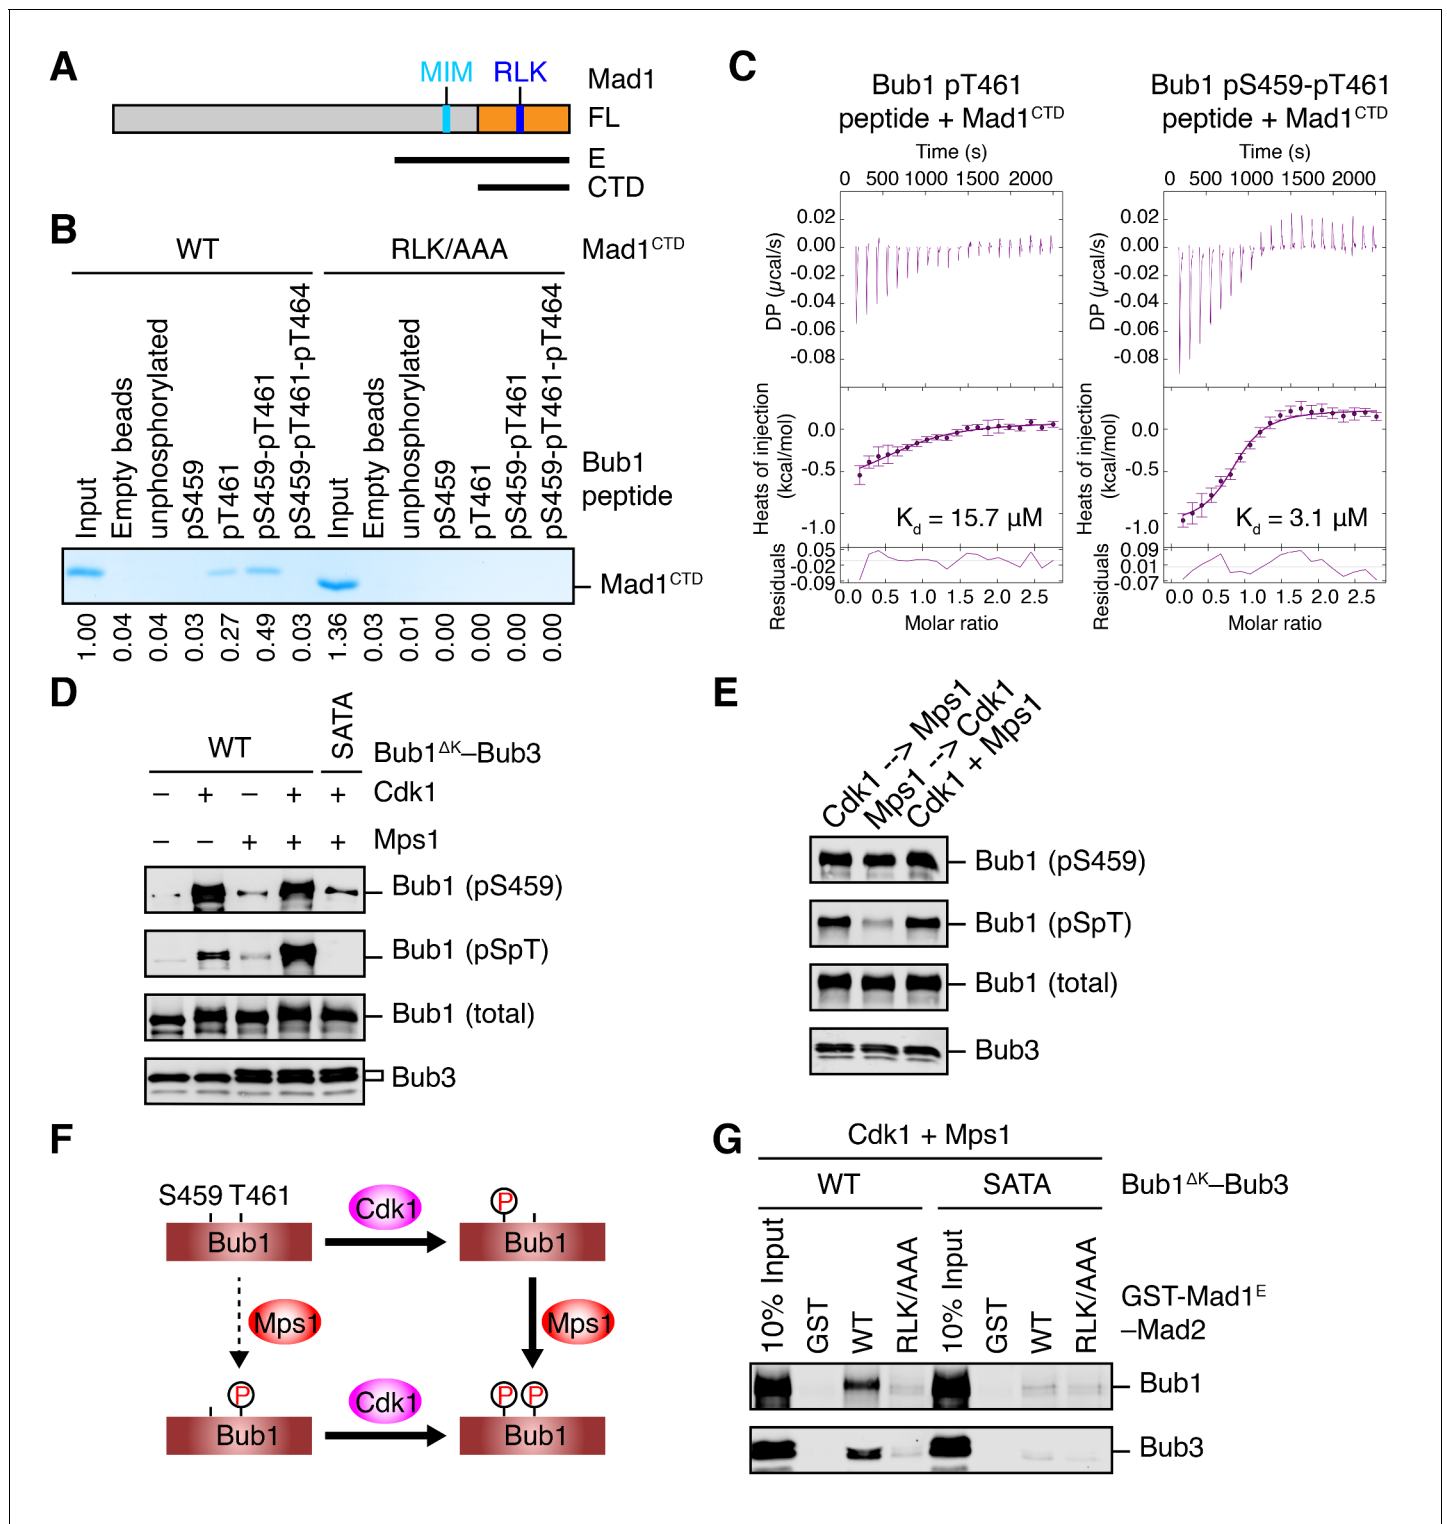 A
MIM RLK Mad1
FL
E
CTD
B
WT RLK/AAA Mad1CTD
Input
Empty beads
unphosphorylated
pS459
pT461
pS459-pT461
pS459-pT461-pT464
Input
Empty beads
unphosphorylated
pS459
pT461
pS459-pT461
pS459-pT461-pT464
Bub1
peptide
Mad1CTD
1.00 0.04 0.04 0.03 0.27 0.49 0.03 1.36 0.03 0.01 0.00 0.00 0.00 0.00
C
Bub1 pT461
peptide + Mad1CTD
Time (s)
0 500 1000 1500 2000
DP (µcal/s)
0.02
0.00
-0.02
-0.04
-0.06
-0.08
Heats of injection
(kcal/mol)
0.0
-0.5
-1.0
Kd = 15.7 µM
Residuals
0.05
-0.02
-0.09
0.0 0.5 1.0 1.5 2.0 2.5
Molar ratio
Bub1 pS459-pT461
peptide + Mad1CTD
Time (s)
0 500 1000 1500 2000
DP (µcal/s)
0.02
0.00
-0.02
-0.04
-0.06
-0.08
Heats of injection
(kcal/mol)
0.0
-0.5
-1.0
Kd = 3.1 µM
Residuals
0.09
0.01
-0.07
0.0 0.5 1.0 1.5 2.0 2.5
Molar ratio
D
WT SATA Bub1ΔK–Bub3
– + – + + Cdk1
– – + + + Mps1
Bub1 (pS459)
Bub1 (pSpT)
Bub1 (total)
Bub3
E
Cdk1 --> Mps1
Mps1 --> Cdk1
Cdk1 + Mps1
Bub1 (pS459)
Bub1 (pSpT)
Bub1 (total)
Bub3
F
S459 T461
Bub1
Cdk1
P
Bub1
Mps1
Mps1
P
Bub1
Cdk1
P P
Bub1
G
Cdk1 + Mps1
WT SATA Bub1ΔK–Bub3
10% Input
GST
WT
RLK/AAA
10% Input
GST
WT
RLK/AAA
GST-Mad1E
–Mad2
Bub1
Bub3